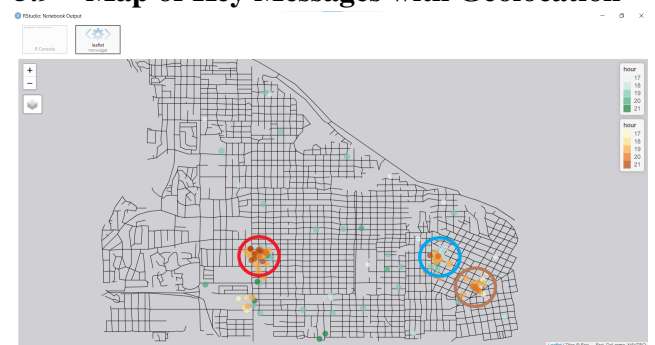 Map of Key Messages with Geolocation
RStudio: Notebook Output
R Console
leaflet
htmlwidget
+
−
hour
17
18
19
20
21
hour
17
18
19
20
21